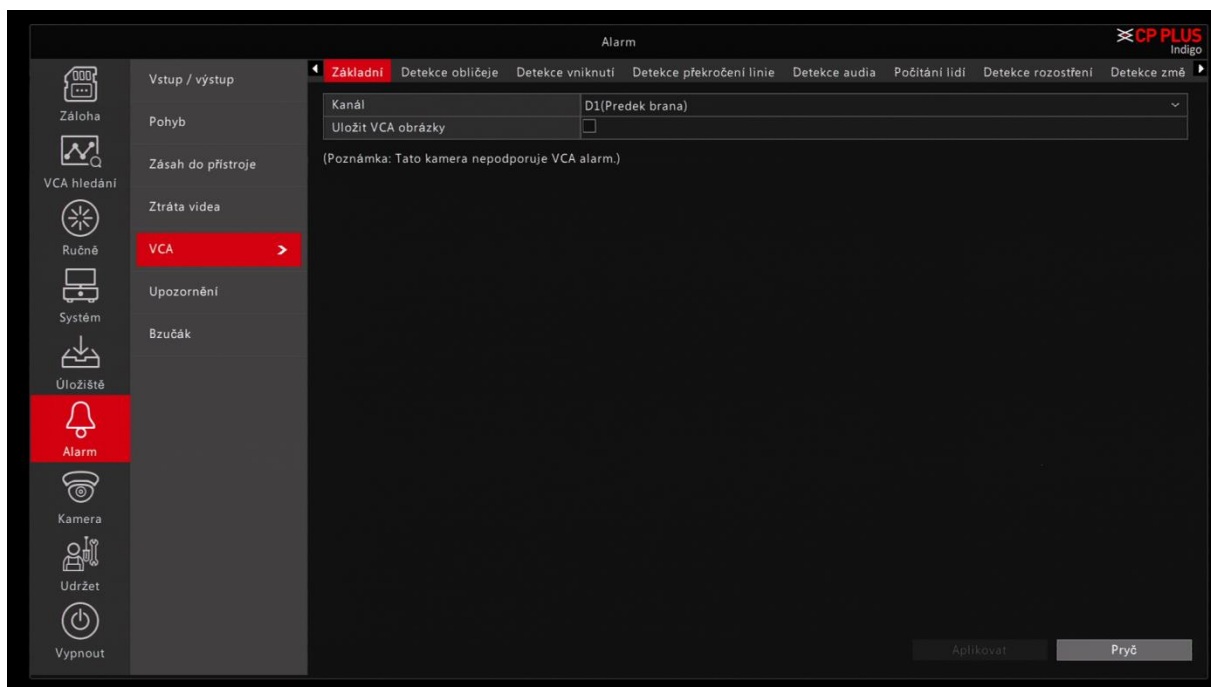 Alarm
CP PLUS
Indigo
Záloha
VCA hledání
Ručně
Systém
Úložiště
Alarm
Kamera
Udržet
Vypnout
Vstup / výstup
Pohyb
Zásah do přístroje
Ztráta videa
VCA
Upozornění
Bzučák
Základní Detekce obličeje Detekce vniknutí Detekce překročení linie Detekce audia Počítání lidí Detekce rozostření Detekce změ
Kanál D1(Predek brana)
Uložit VCA obrázky
(Poznámka: Tato kamera nepodporuje VCA alarm.)
Aplikovat Pryč